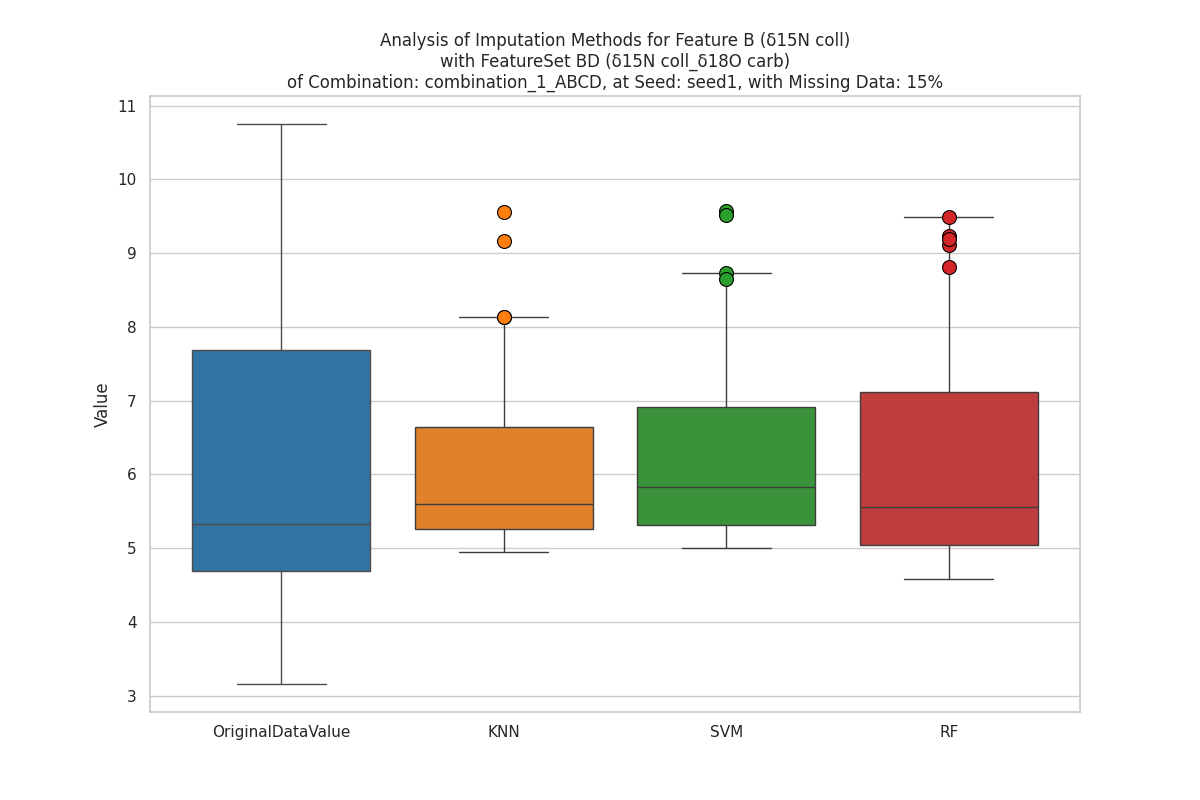 Analysis of Imputation Methods for Feature B (δ15N coll)
with FeatureSet BD (δ15N coll_δ18O carb)
of Combination: combination_1_ABCD, at Seed: seed1, with Missing Data: 15%
11
10
9
8
7
6
5
4
3
Value
OriginalDataValue
KNN
SVM
RF